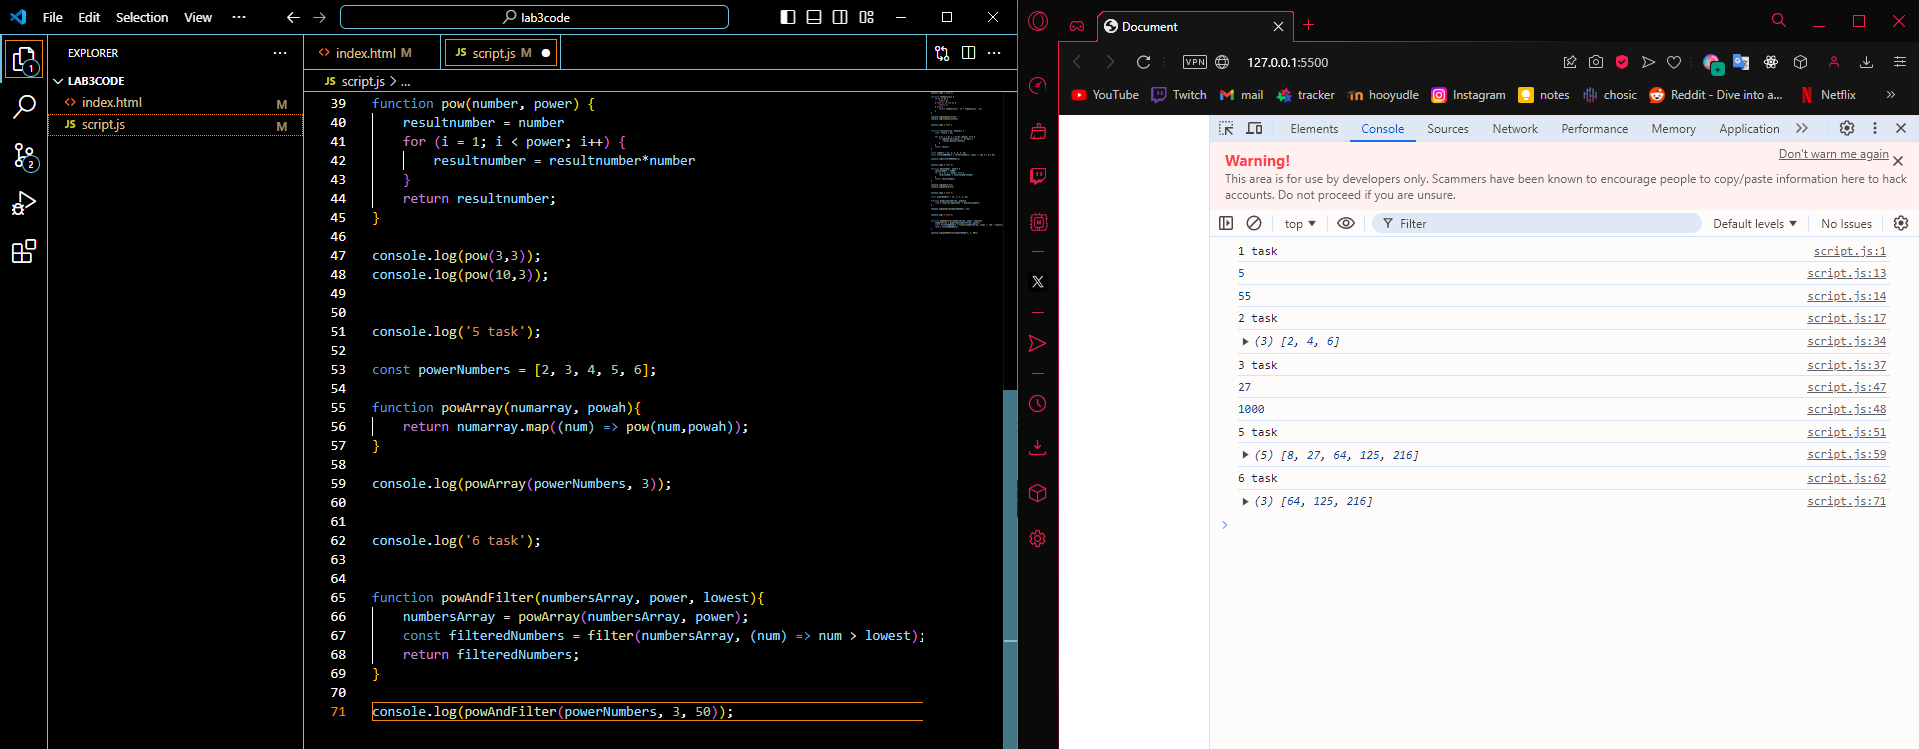 File Edit Selection View ··· lab3code
EXPLORER ···
LAB3CODE
index.html M
script.js M
1
2
index.html M
JS script.js M
JS script.js > ...
39 function pow(number, power) {
40     resultnumber = number
41     for (i = 1; i < power; i++) {
42         resultnumber = resultnumber*number
43     }
44     return resultnumber;
45 }
46
47 console.log(pow(3,3));
48 console.log(pow(10,3));
49
50
51 console.log('5 task');
52
53 const powerNumbers = [2, 3, 4, 5, 6];
54
55 function powArray(numarray, powah){
56     return numarray.map((num) => pow(num,powah));
57 }
58
59 console.log(powArray(powerNumbers, 3));
60
61
62 console.log('6 task');
63
64
65 function powAndFilter(numbersArray, power, lowest){
66     numbersArray = powArray(numbersArray, power);
67     const filteredNumbers = filter(numbersArray, (num) => num > lowest);
68     return filteredNumbers;
69 }
70
71 console.log(powAndFilter(powerNumbers, 3, 50));
Document
VPN 127.0.0.1:5500
YouTube Twitch mail tracker hooyudle Instagram notes chosic Reddit - Dive into a... Netflix »
Elements Console Sources Network Performance Memory Application »
Warning! Don't warn me again
This area is for use by developers only. Scammers have been known to encourage people to copy/paste information here to hack
accounts. Do not proceed if you are unsure.
top Filter Default levels No Issues
1 task script.js:1
5 script.js:13
55 script.js:14
2 task script.js:17
(3) [2, 4, 6] script.js:34
3 task script.js:37
27 script.js:47
1000 script.js:48
5 task script.js:51
(5) [8, 27, 64, 125, 216] script.js:59
6 task script.js:62
(3) [64, 125, 216] script.js:71